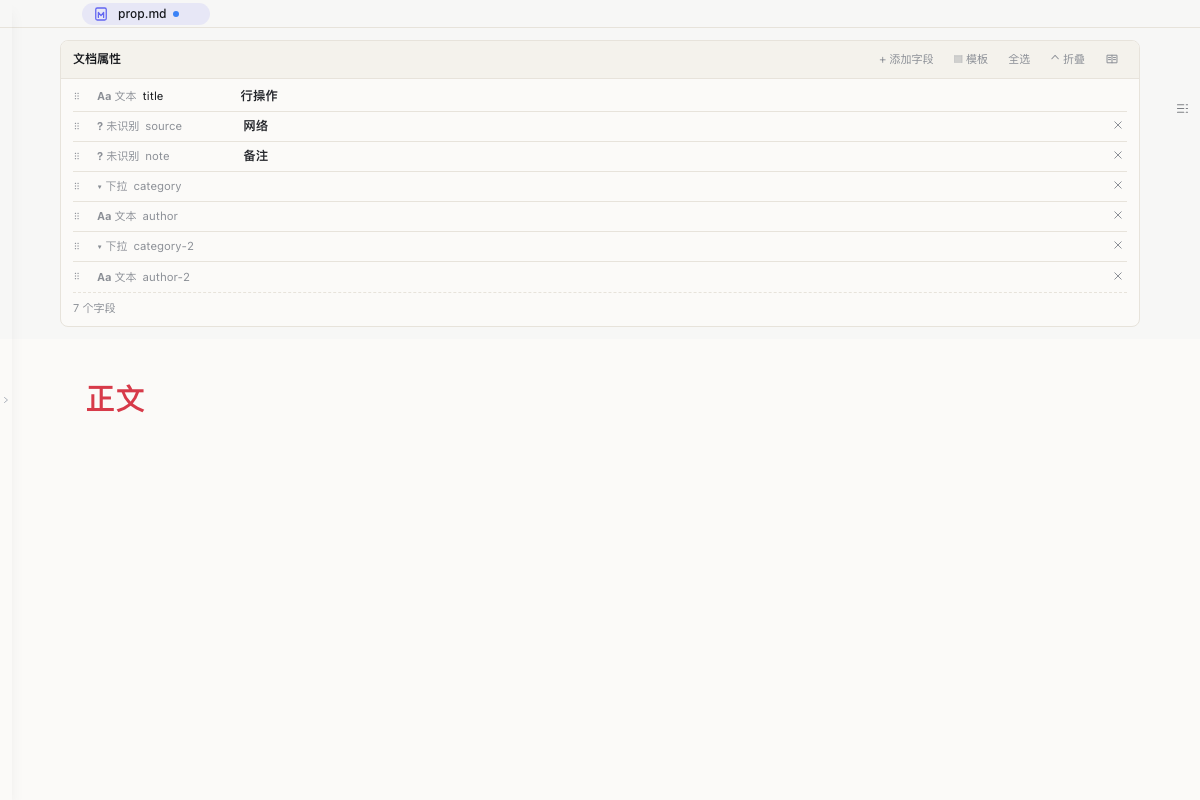 prop.md
文档属性 + 添加字段 模板 全选 折叠
Aa 文本 title 行操作
? 未识别 source 网络
? 未识别 note 备注
下拉 category
Aa 文本 author
下拉 category-2
Aa 文本 author-2
7 个字段
正文